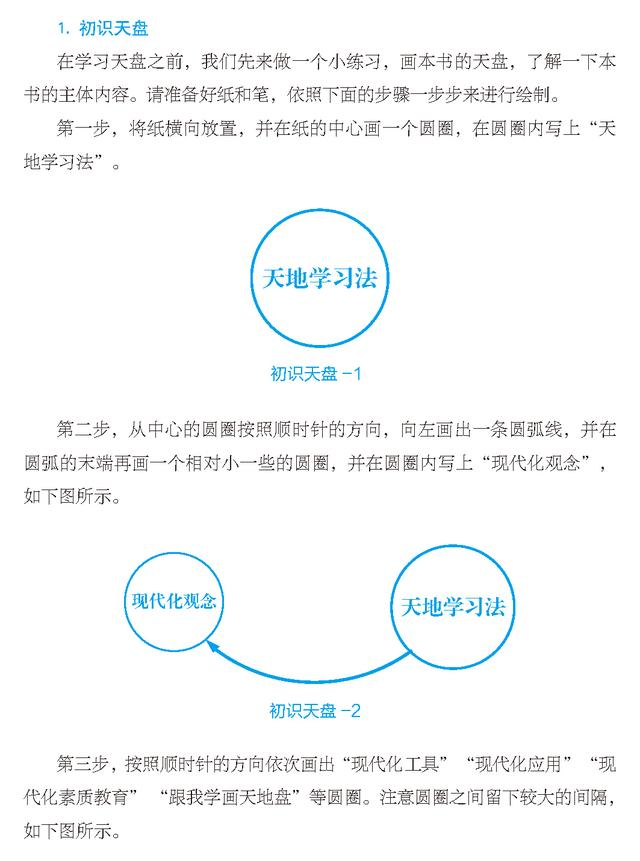 1. 初识天盘
在学习天盘之前，我们先来做一个小练习，画本书的天盘，了解一下本
书的主体内容。请准备好纸和笔，依照下面的步骤一步步来进行绘制。
第一步，将纸横向放置，并在纸的中心画一个圆圈，在圆圈内写上“天
地学习法”。
天地学习法
初识天盘 –1
第二步，从中心的圆圈按照顺时针的方向，向左画出一条圆弧线，并在
圆弧的末端再画一个相对小一些的圆圈，并在圆圈内写上“现代化观念”，
如下图所示。
现代化观念
天地学习法
初识天盘 –2
第三步，按照顺时针的方向依次画出“现代化工具”“现代化应用”“现
代化素质教育” “跟我学画天地盘”等圆圈。注意圆圈之间留下较大的间隔，
如下图所示。